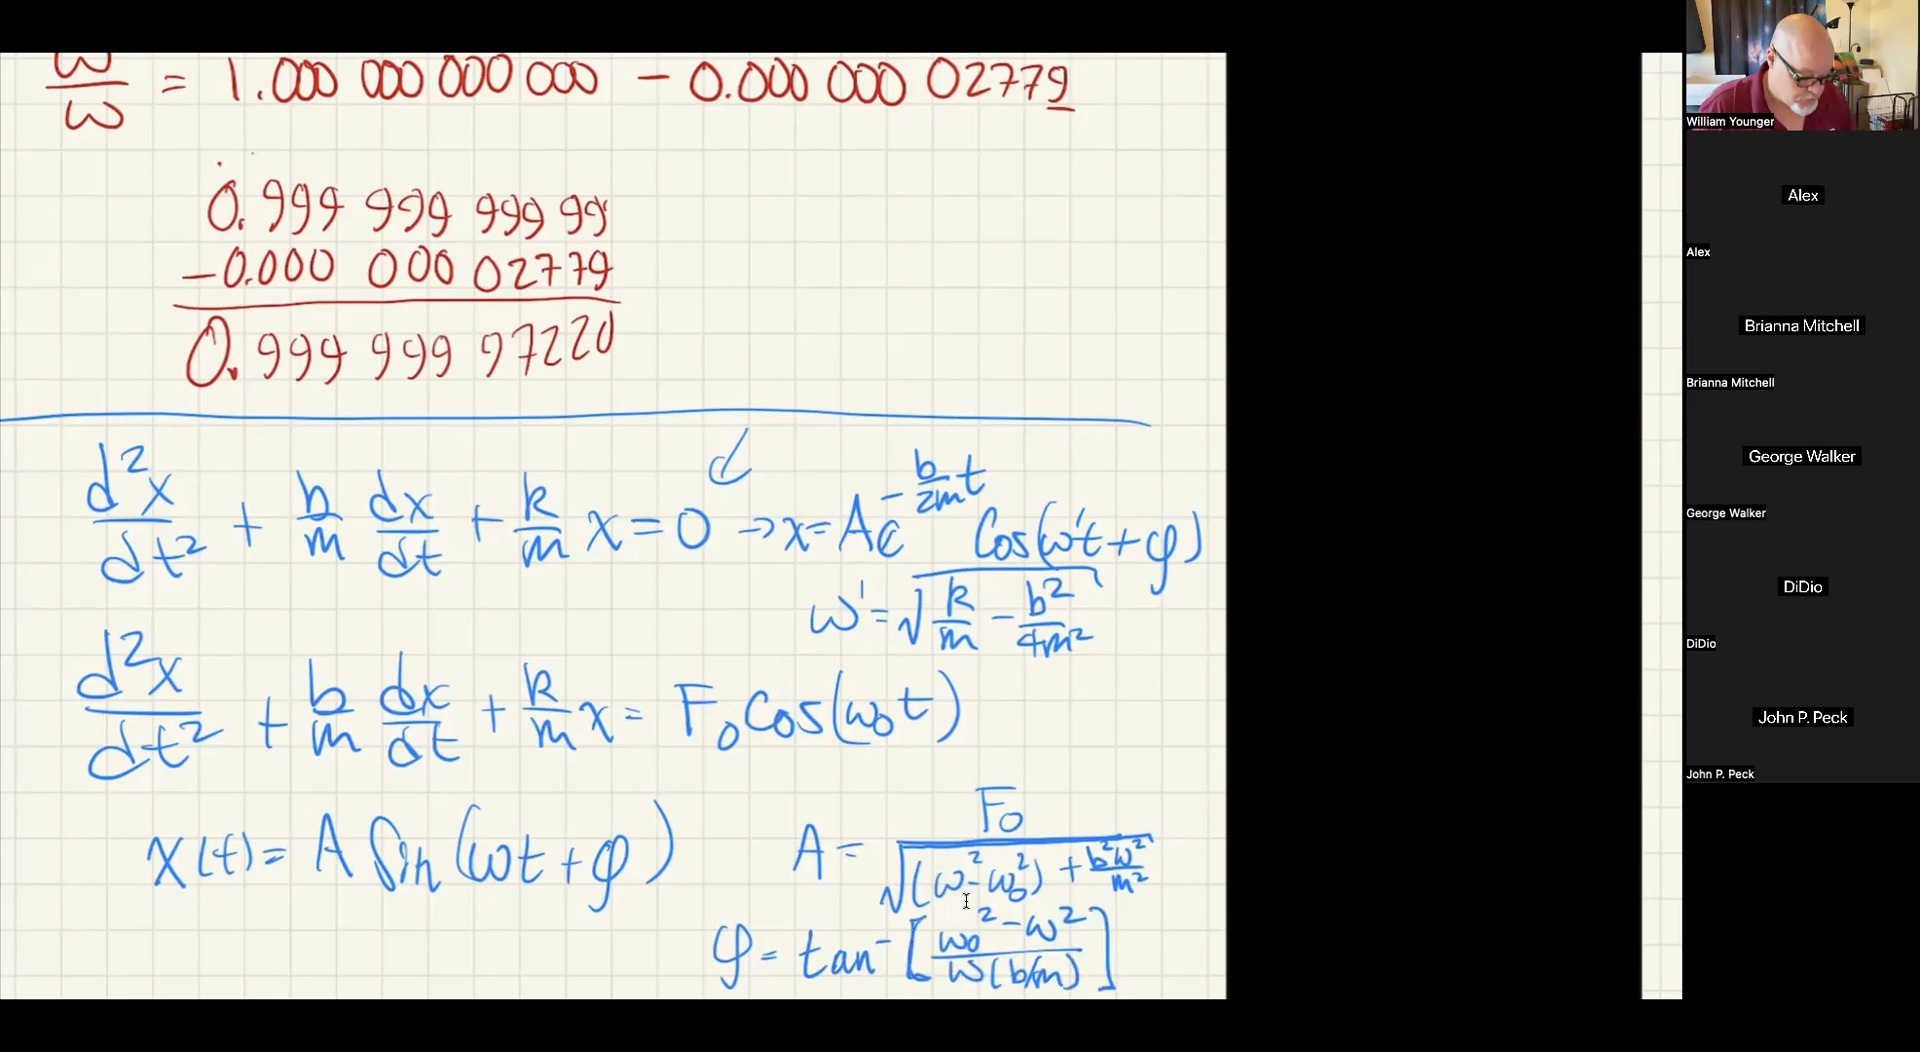 ω/ω = 1.000 000 000 000 − 0.000 000 02779
0.999 999 999 99
−0.000 000 02779
0.999 999 97220
d²x/dt² + b/m dx/dt + k/m x = 0 → x = Ae^(−b/2m t) Cos(ω't + φ)
ω' = √(k/m − b²/4m²)
d²x/dt² + b/m dx/dt + k/m x = F₀ Cos(ω₀t)
x(t) = A Sin(ωt + φ)
A = F₀/√((ω² − ω₀²) + b²ω²/m²)
φ = tan⁻ [(ω₀² − ω²)/(ω(b/m))]
William Younger
Alex
Alex
Brianna Mitchell
Brianna Mitchell
George Walker
George Walker
DiDio
DiDio
John P. Peck
John P. Peck